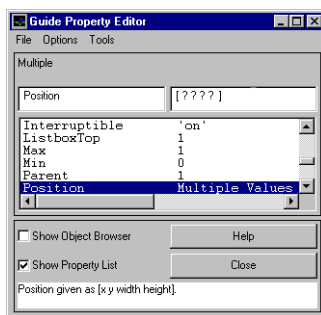 Guide Property Editor
File Options Tools
Multiple
Position [? ? ? ? ]
Interruptible 'on'
ListboxTop 1
Max 1
Min 0
Parent 1
Position Multiple Values
Show Object Browser Help
Show Property List Close
Position given as [x y width height].